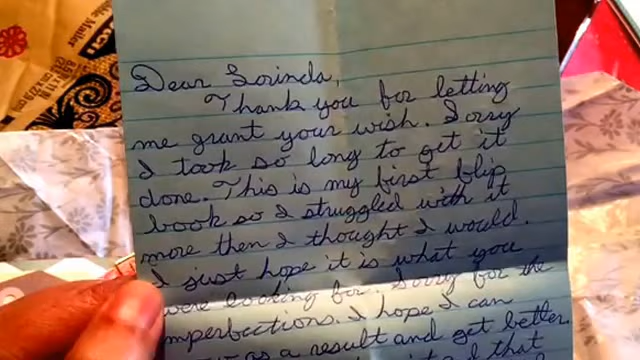 Mailer
Dear Lorinda,
Thank you for letting
me grant your wish. Sorry
I took so long to get it
done. This is my first flip
book so I struggled with it
more then I thought I would.
I just hope it is what you
were looking for. Sorry for the
imperfections. I hope I can
as a result and get better.
that